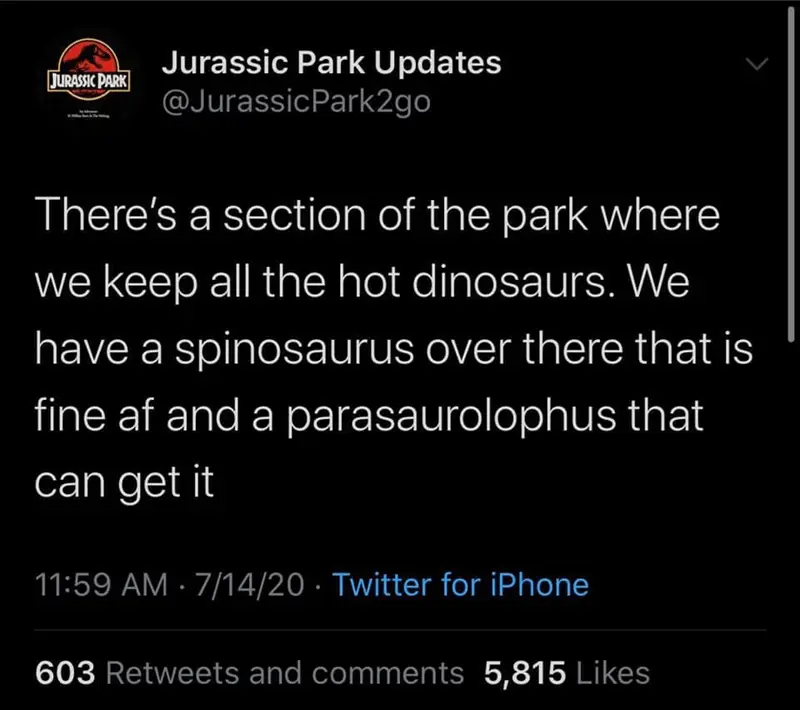 JURASSIC PARK
Jurassic Park Updates
@JurassicPark2go
There’s a section of the park where
we keep all the hot dinosaurs. We
have a spinosaurus over there that is
fine af and a parasaurolophus that
can get it
11:59 AM · 7/14/20 · Twitter for iPhone
603 Retweets and comments 5,815 Likes